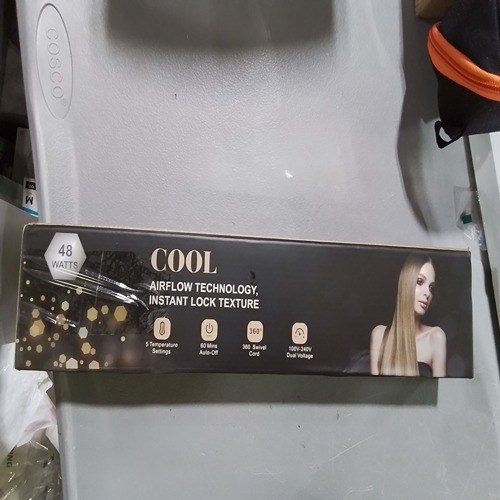 COSCO
M
48
WATTS
COOL
AIRFLOW TECHNOLOGY,
INSTANT LOCK TEXTURE
5 Temperature
Settings
60 Mins
Auto-Off
360°
360 Swivel
Cord
100V-240V
Dual Voltage